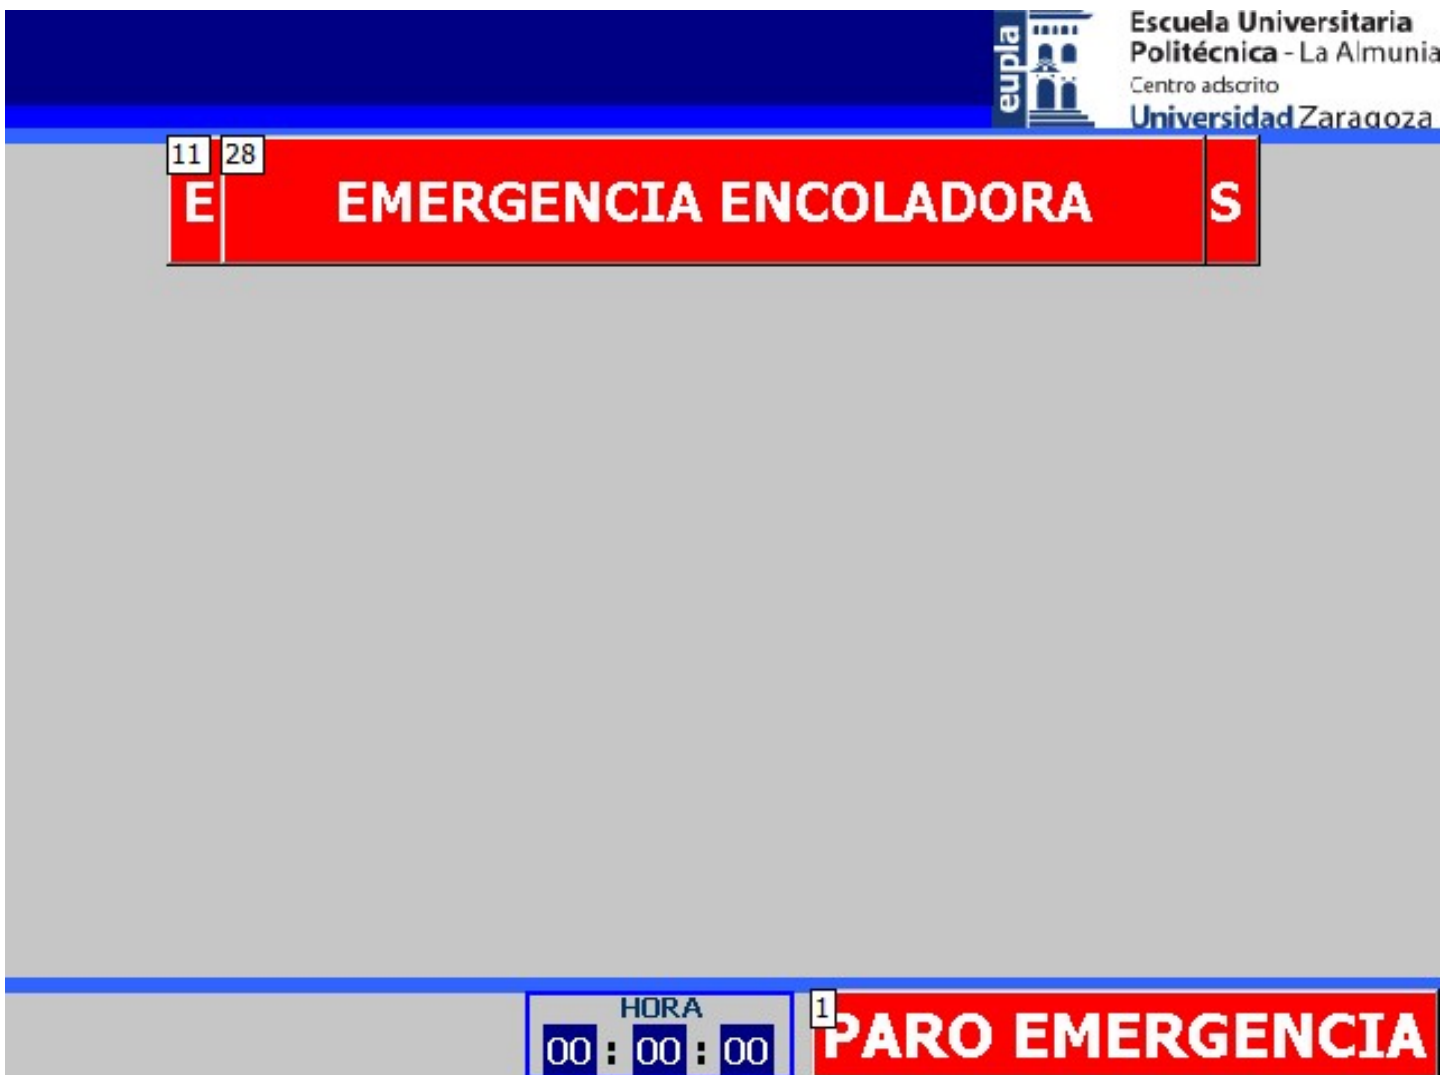 eupla
Escuela Universitaria
Politécnica - La Almunia
Centro adscrito
Universidad Zaragoza
11 28
E EMERGENCIA ENCOLADORA S
HORA
00 : 00 : 00
1
PARO EMERGENCIA